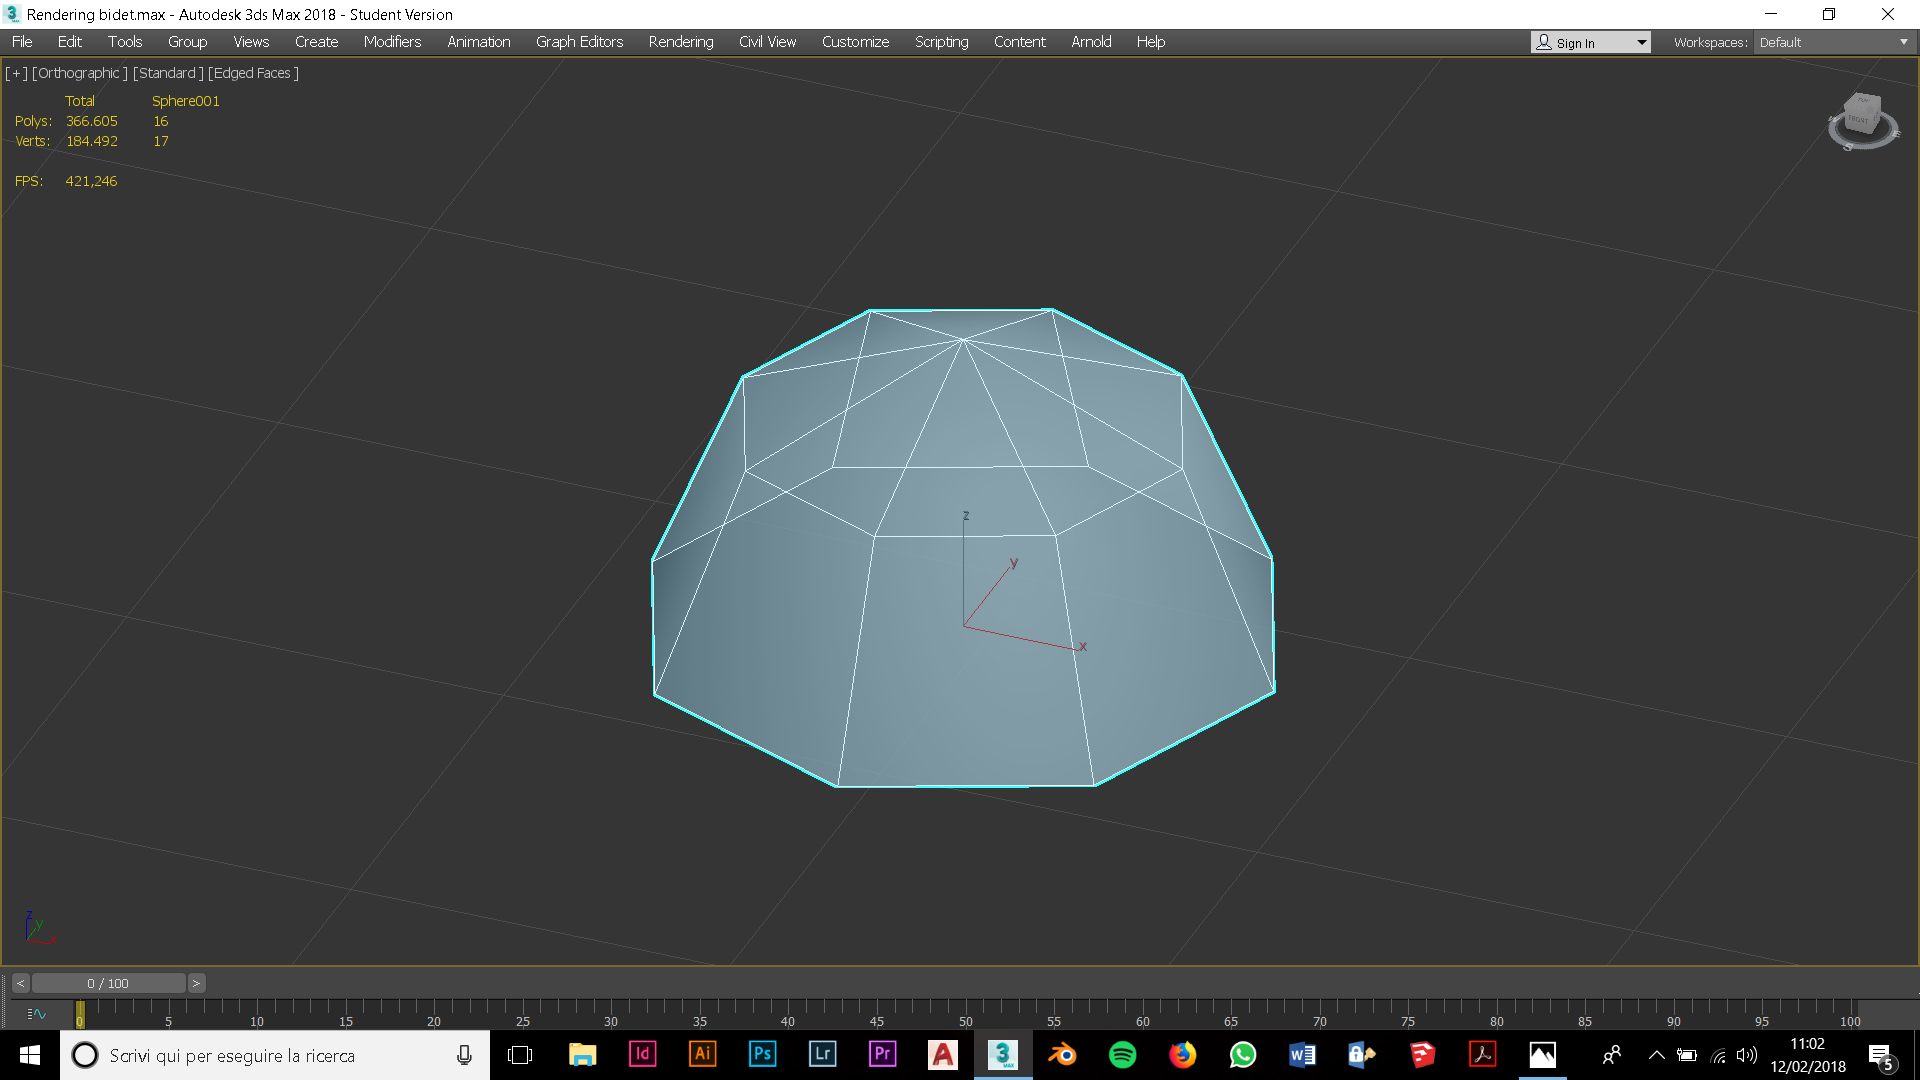 Rendering bidet.max - Autodesk 3ds Max 2018 - Student Version
File Edit Tools Group Views Create Modifiers Animation Graph Editors Rendering Civil View Customize Scripting Content Arnold Help Sign In Workspaces: Default
[ + ] [Orthographic ] [Standard ] [Edged Faces ]
Total Sphere001
Polys: 366.605 16
Verts: 184.492 17
FPS: 421,246
FRONT
S
z
y
x
z
y
x
< 0 / 100 >
0 5 10 15 20 25 30 35 40 45 50 55 60 65 70 75 80 85 90 95 100
Scrivi qui per eseguire la ricerca
Id Ai Ps Lr Pr A 3 MAX W
11:02
12/02/2018
5